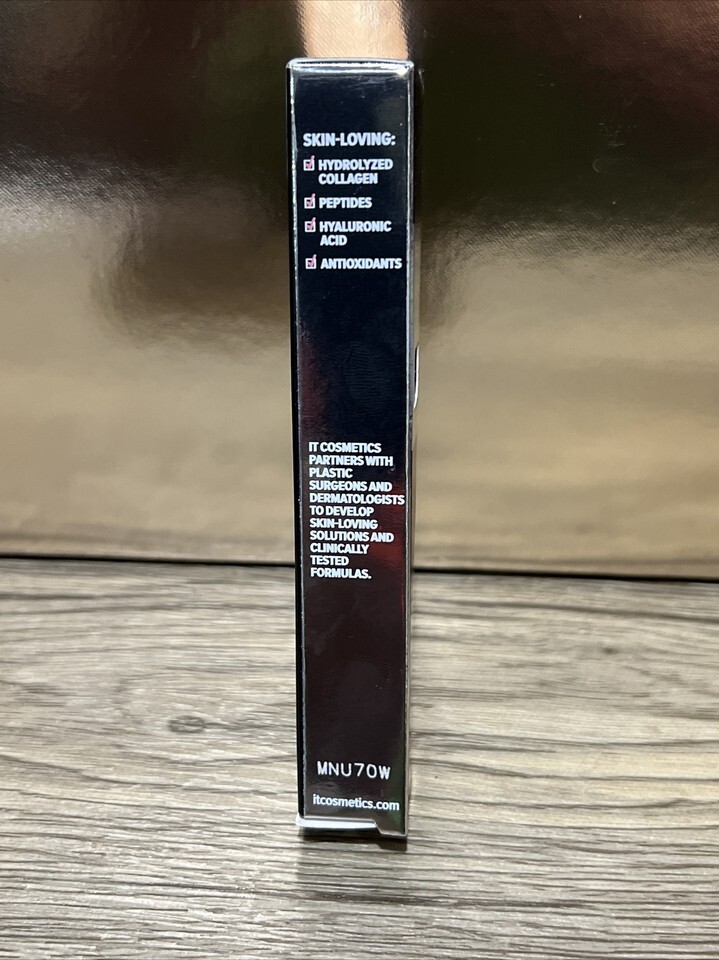 SKIN-LOVING:
HYDROLYZED
COLLAGEN
PEPTIDES
HYALURONIC
ACID
ANTIOXIDANTS
IT COSMETICS
PARTNERS WITH
PLASTIC
SURGEONS AND
DERMATOLOGISTS
TO DEVELOP
SKIN-LOVING
SOLUTIONS AND
CLINICALLY
TESTED
FORMULAS.
MNU70W
itcosmetics.com